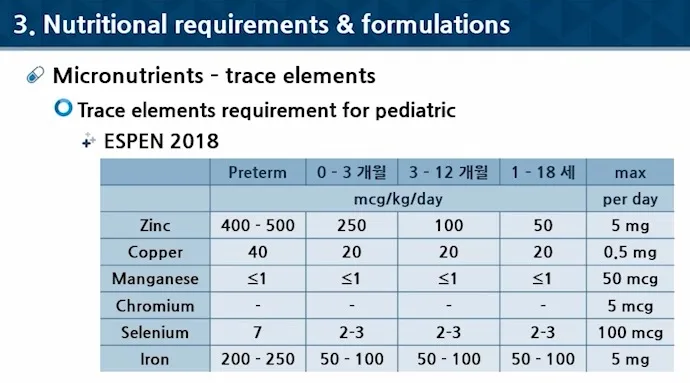 3. Nutritional requirements & formulations
Micronutrients - trace elements
Trace elements requirement for pediatric
ESPEN 2018
Preterm 0 - 3 개월 3 - 12 개월 1 - 18 세 max
mcg/kg/day per day
Zinc 400 - 500 250 100 50 5 mg
Copper 40 20 20 20 0.5 mg
Manganese ≤1 ≤1 ≤1 ≤1 50 mcg
Chromium - - - - 5 mcg
Selenium 7 2-3 2-3 2-3 100 mcg
Iron 200 - 250 50 - 100 50 - 100 50 - 100 5 mg